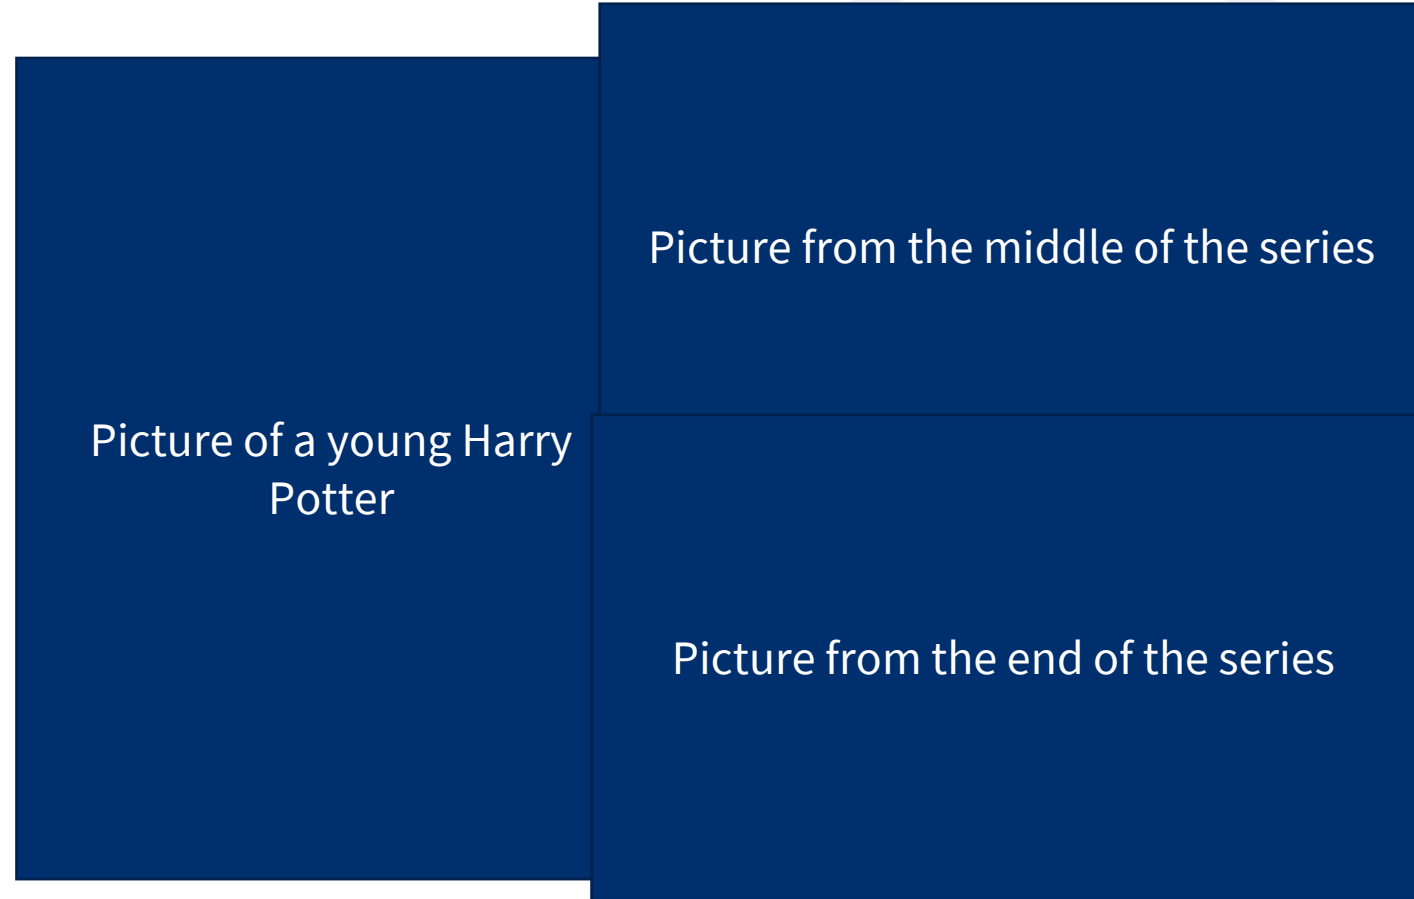 Picture of a young Harry
Potter
Picture from the middle of the series
Picture from the end of the series